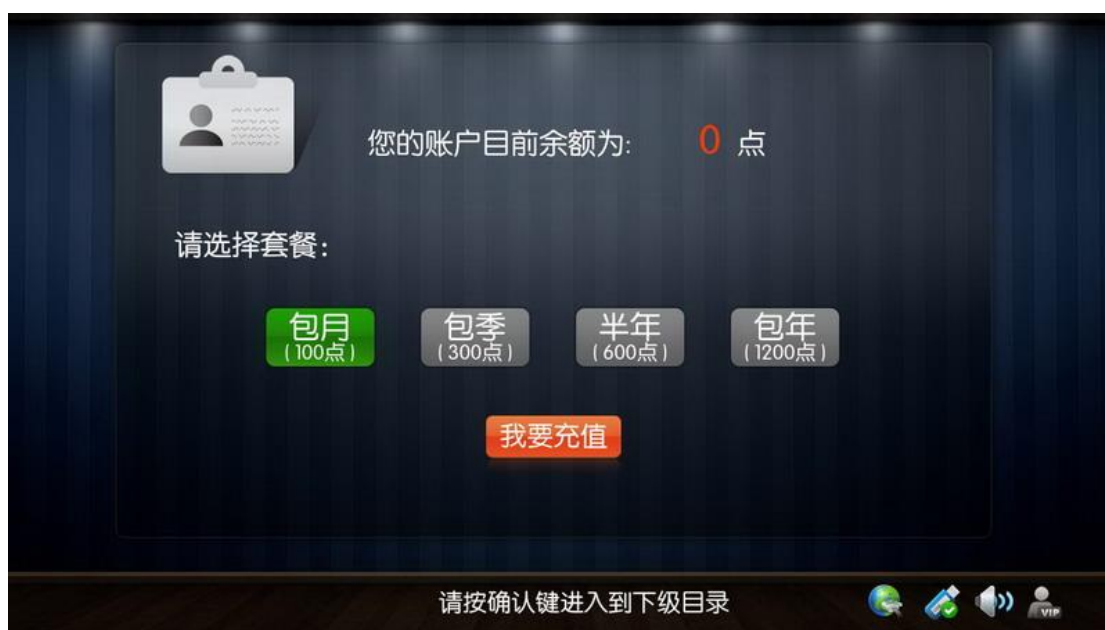 您的账户目前余额为: 0 点
请选择套餐:
包月 包季 半年 包年
(100点) (300点) (600点) (1200点)
我要充值
请按确认键进入到下级目录
VIP